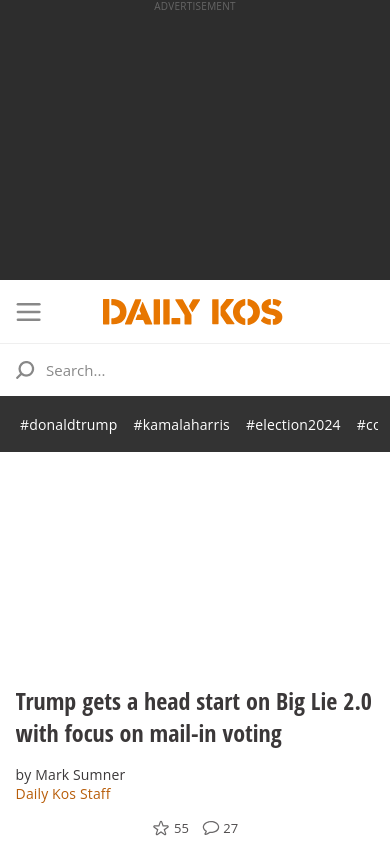 ADVERTISEMENT
DAILY KOS
Search...
#donaldtrump #kamalaharris #election2024
Trump gets a head start on Big Lie 2.0
with focus on mail-in voting
by Mark Sumner
Daily Kos Staff
55 27